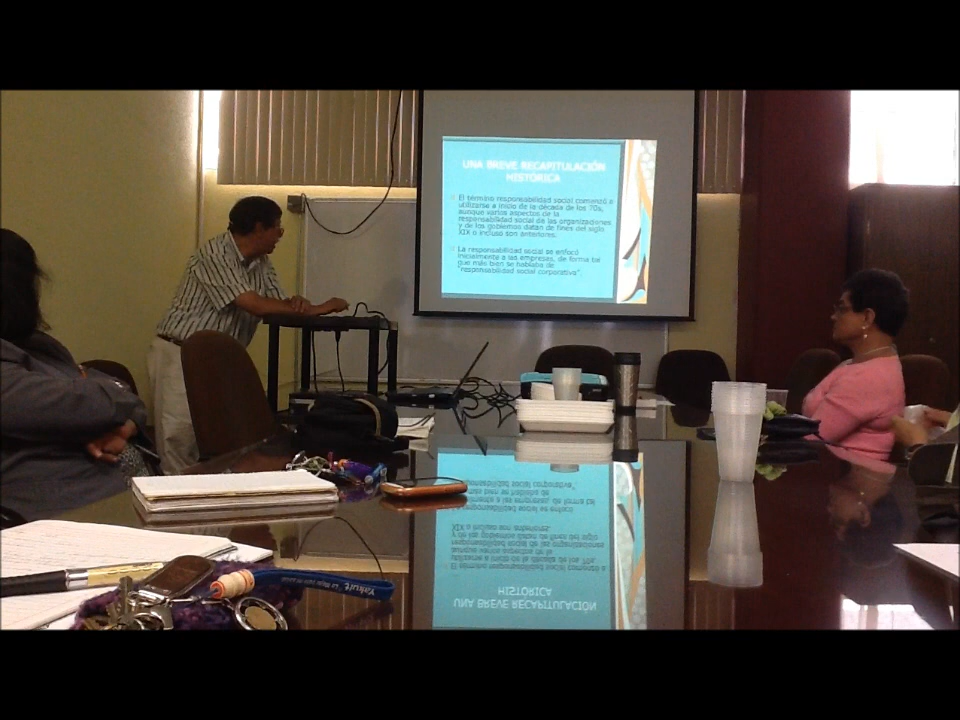 UNA BREVE RECAPITULACIÓN
HISTÓRICA
El término responsabilidad social comenzó a
utilizarse a inicio de la década de los 70s,
aunque varios aspectos de la
responsabilidad social de las organizaciones
y de los gobiernos datan de fines del siglo
XIX o incluso son anteriores.
La responsabilidad social se enfocó
inicialmente a las empresas, de forma tal
que más bien se hablaba de
"responsabilidad social corporativa".
Yakult